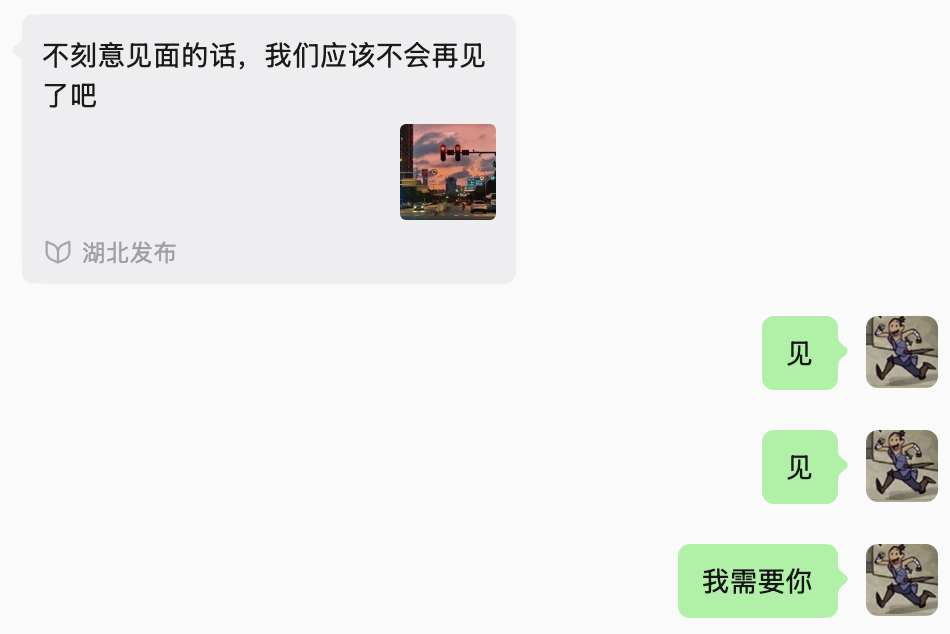 不刻意见面的话，我们应该不会再见
了吧
湖北发布
见
见
我需要你